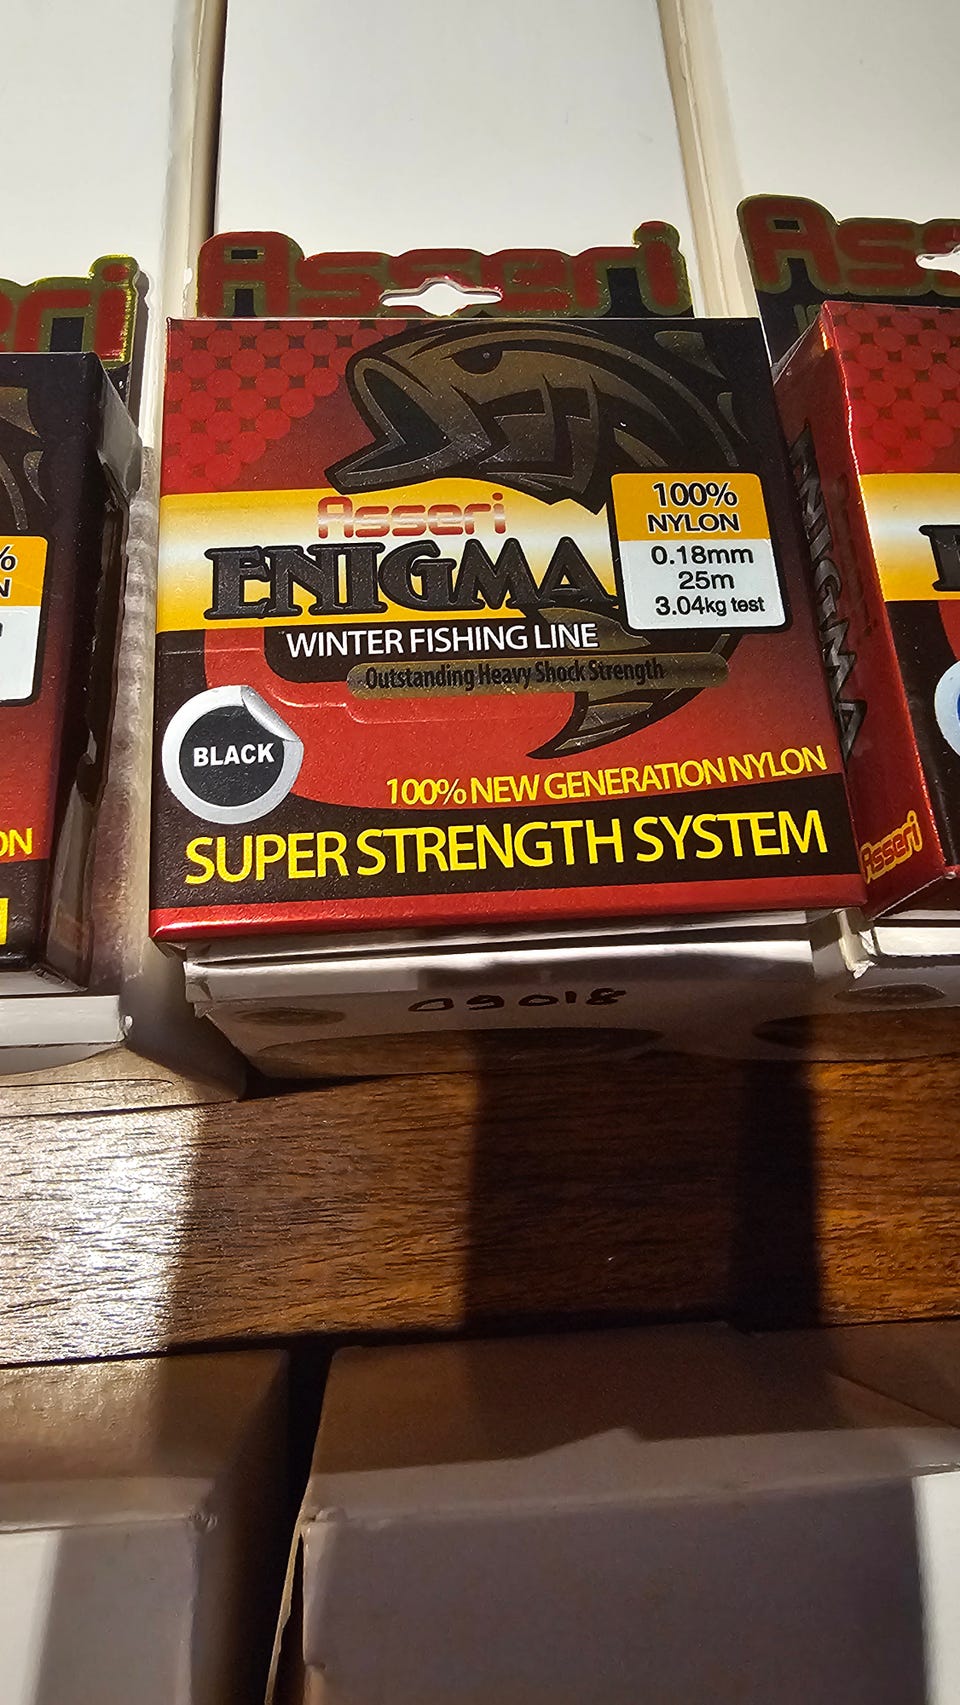 Asseri
Asseri
ENIGMA
WINTER FISHING LINE
Outstanding Heavy Shock Strength
100%
NYLON
0.18mm
25m
3.04kg test
BLACK
100% NEW GENERATION NYLON
SUPER STRENGTH SYSTEM
09018
ENIGMA
Asseri